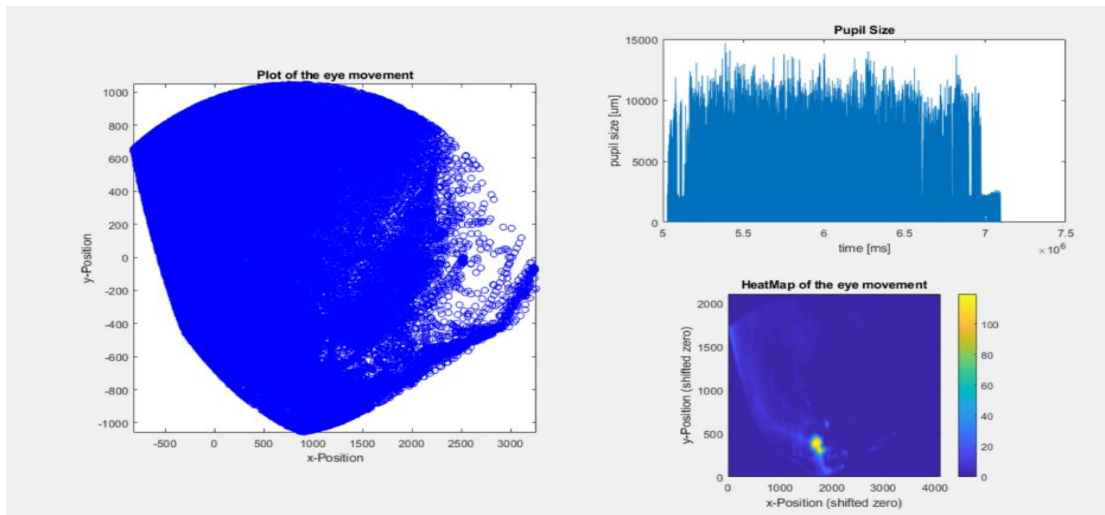 Plot of the eye movement
1000
800
600
400
200
0
-200
-400
-600
-800
-1000
y-Position
-500 0 500 1000 1500 2000 2500 3000
x-Position
Pupil Size
15000
10000
5000
0
pupil size [um]
5 5.5 6 6.5 7 7.5
time [ms]
×10^6
HeatMap of the eye movement
2000
1500
1000
500
0
y-Position (shifted zero)
0 1000 2000 3000 4000
x-Position (shifted zero)
100
80
60
40
20
0